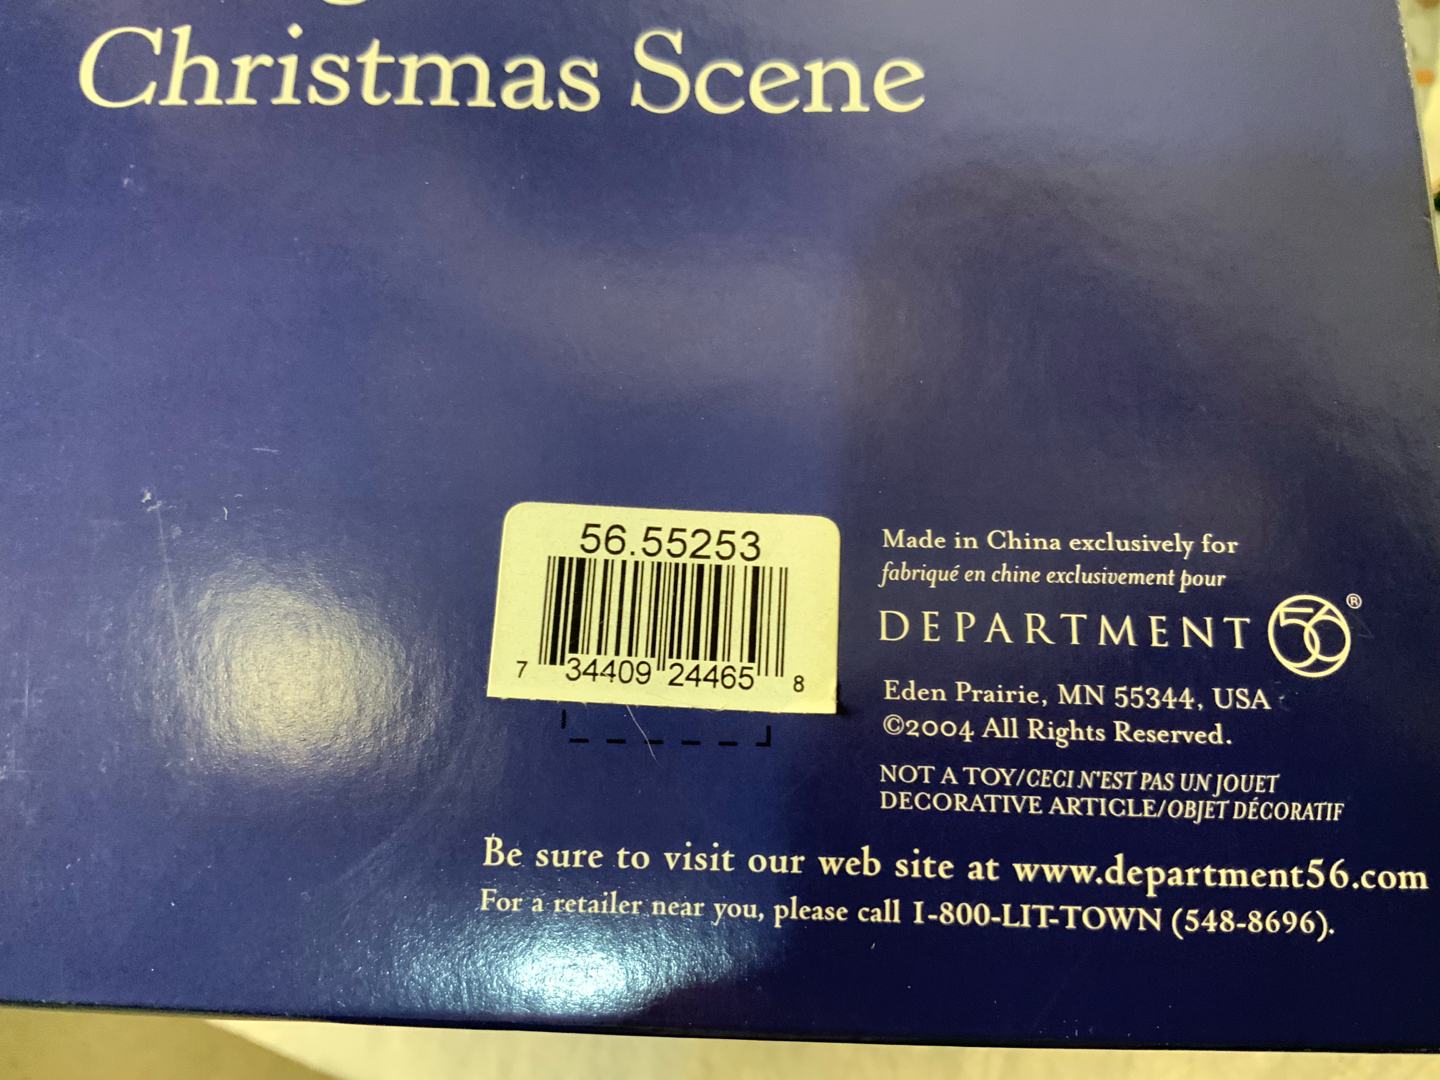 Christmas Scene
56.55253
7 34409 24465 8
Made in China exclusively for
fabriqué en chine exclusivement pour
DEPARTMENT 56®
Eden Prairie, MN 55344, USA
©2004 All Rights Reserved.
NOT A TOY/CECI N'EST PAS UN JOUET
DECORATIVE ARTICLE/OBJET DÉCORATIF
Be sure to visit our web site at www.department56.com
For a retailer near you, please call 1-800-LIT-TOWN (548-8696).